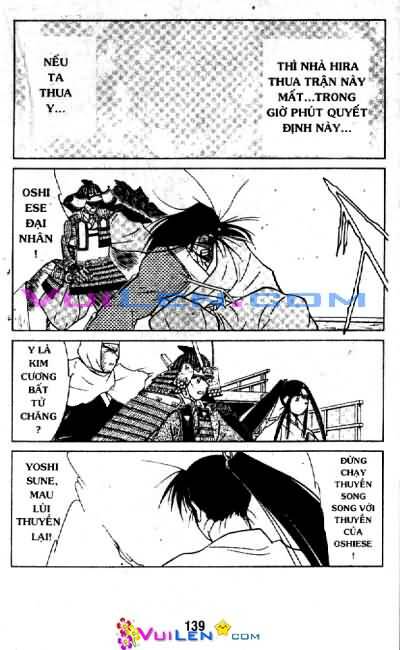 NẾU
TA
THUA
Y...
THÌ NHÀ HIRA
THUA TRẬN NÀY
MẤT...TRONG
GIỜ PHÚT QUYẾT
ĐỊNH NÀY...
OSHI
ESE
ĐẠI
NHÂN
!
VUILEN.COM
Y LÀ
KIM
CƯƠNG
BẤT
TỬ
CHĂNG
?
YOSHI
SUNE,
MAU
LÙI
THUYỀN
LẠI!
ĐỪNG
CHẠY
THUYỀN
SONG
SONG VỚI
THUYỀN
CỦA
OSHIESE
!
139
VUILEN
.COM